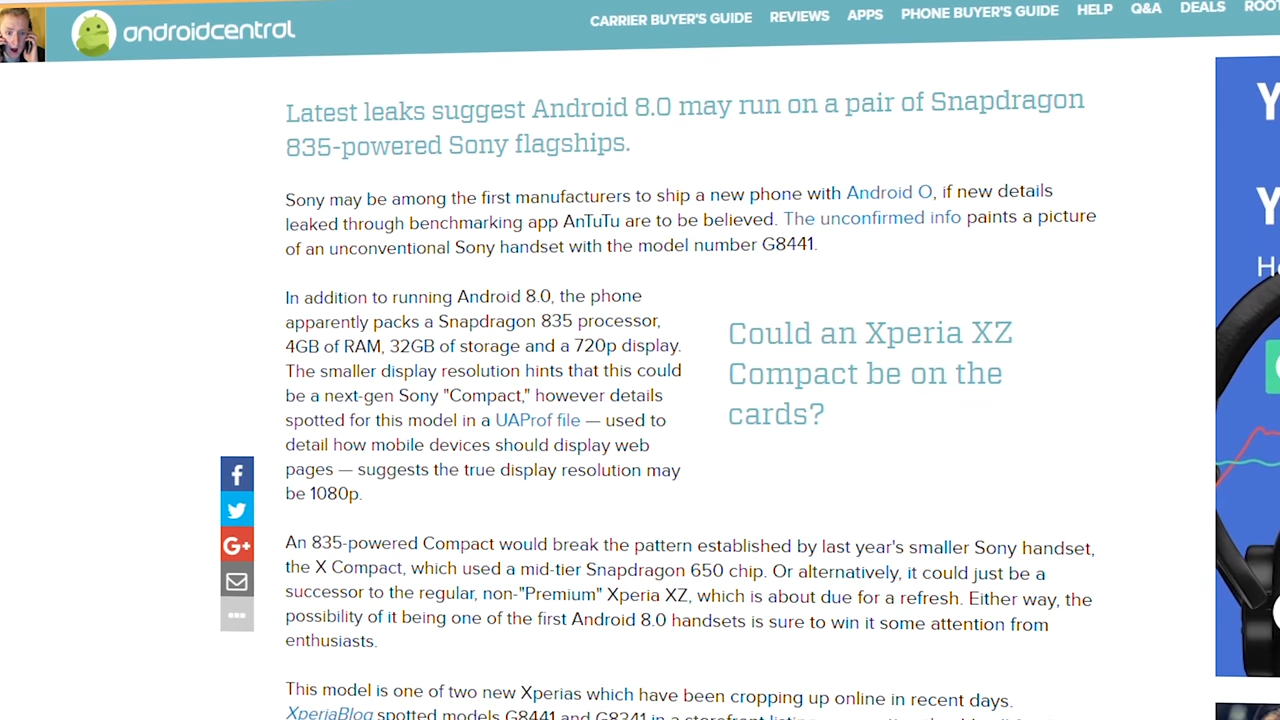 androidcentral
CARRIER BUYER'S GUIDE REVIEWS APPS PHONE BUYER'S GUIDE HELP Q&A DEALS ROOT
Latest leaks suggest Android 8.0 may run on a pair of Snapdragon
835-powered Sony flagships.
Sony may be among the first manufacturers to ship a new phone with Android O, if new details
leaked through benchmarking app AnTuTu are to be believed. The unconfirmed info paints a picture
of an unconventional Sony handset with the model number G8441.
In addition to running Android 8.0, the phone
apparently packs a Snapdragon 835 processor,
4GB of RAM, 32GB of storage and a 720p display.
The smaller display resolution hints that this could
be a next-gen Sony "Compact," however details
spotted for this model in a UAProf file — used to
detail how mobile devices should display web
pages — suggests the true display resolution may
be 1080p.
Could an Xperia XZ
Compact be on the
cards?
An 835-powered Compact would break the pattern established by last year's smaller Sony handset,
the X Compact, which used a mid-tier Snapdragon 650 chip. Or alternatively, it could just be a
successor to the regular, non-"Premium" Xperia XZ, which is about due for a refresh. Either way, the
possibility of it being one of the first Android 8.0 handsets is sure to win it some attention from
enthusiasts.
This model is one of two new Xperias which have been cropping up online in recent days.
XperiaBlog spotted models G8441 and G8341 in a storefront
G+
Y
Y